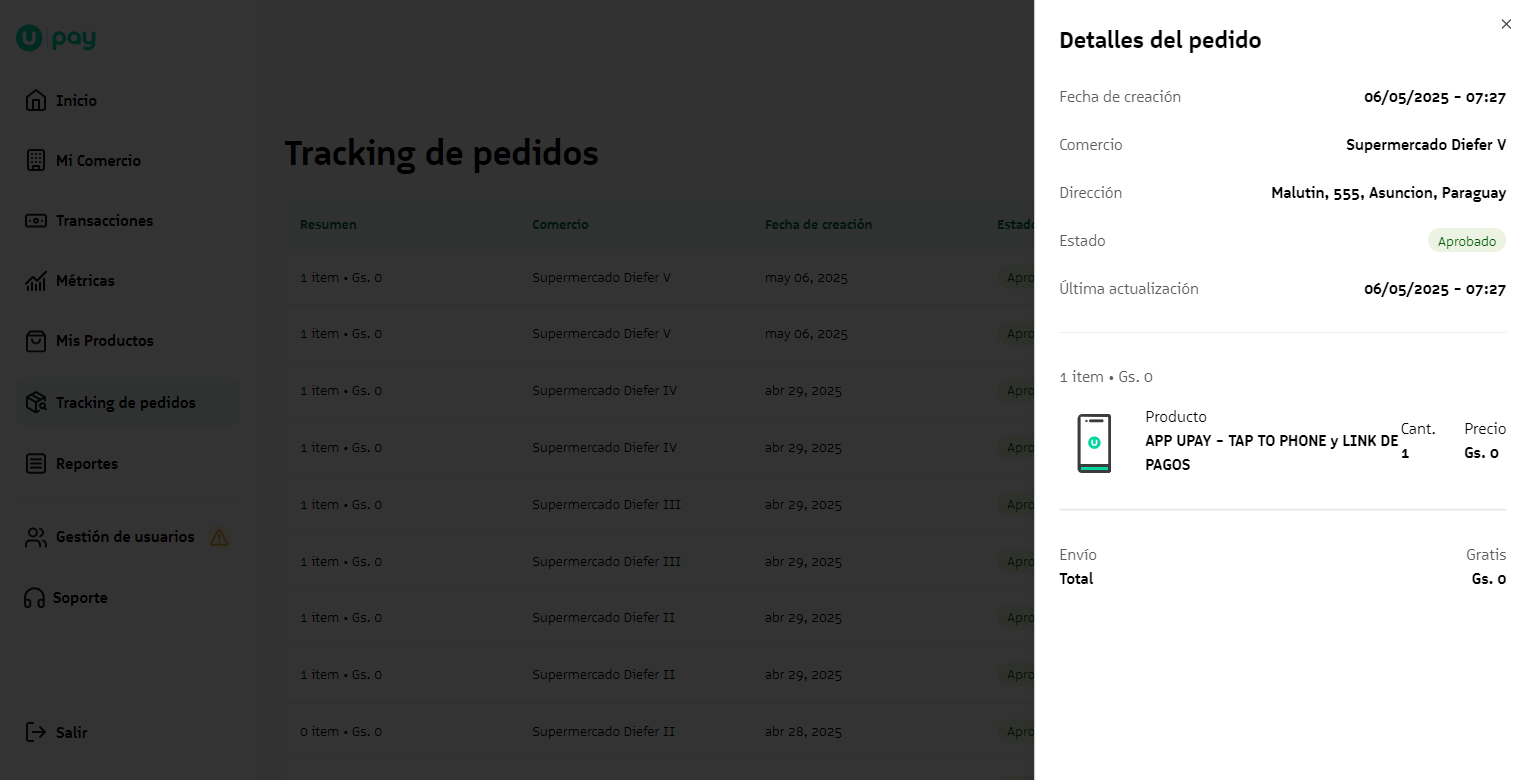 U pay
Inicio
Mi Comercio
Transacciones
Métricas
Mis Productos
Tracking de pedidos
Reportes
Gestión de usuarios
Soporte
Salir
Tracking de pedidos
Resumen Comercio Fecha de creación Estado
1 item • Gs. 0 Supermercado Diefer V may 06, 2025 Apro
1 item • Gs. 0 Supermercado Diefer V may 06, 2025 Apro
1 item • Gs. 0 Supermercado Diefer IV abr 29, 2025 Apro
1 item • Gs. 0 Supermercado Diefer IV abr 29, 2025 Apro
1 item • Gs. 0 Supermercado Diefer III abr 29, 2025 Apro
1 item • Gs. 0 Supermercado Diefer III abr 29, 2025 Apro
1 item • Gs. 0 Supermercado Diefer II abr 29, 2025 Apro
1 item • Gs. 0 Supermercado Diefer II abr 29, 2025 Apro
0 item • Gs. 0 Supermercado Diefer II abr 28, 2025 Apro
Detalles del pedido
Fecha de creación 06/05/2025 - 07:27
Comercio Supermercado Diefer V
Dirección Malutin, 555, Asuncion, Paraguay
Estado Aprobado
Última actualización 06/05/2025 - 07:27
1 item • Gs. 0
Producto Cant. Precio
APP UPAY - TAP TO PHONE y LINK DE PAGOS 1 Gs. 0
Envío Gratis
Total Gs. 0